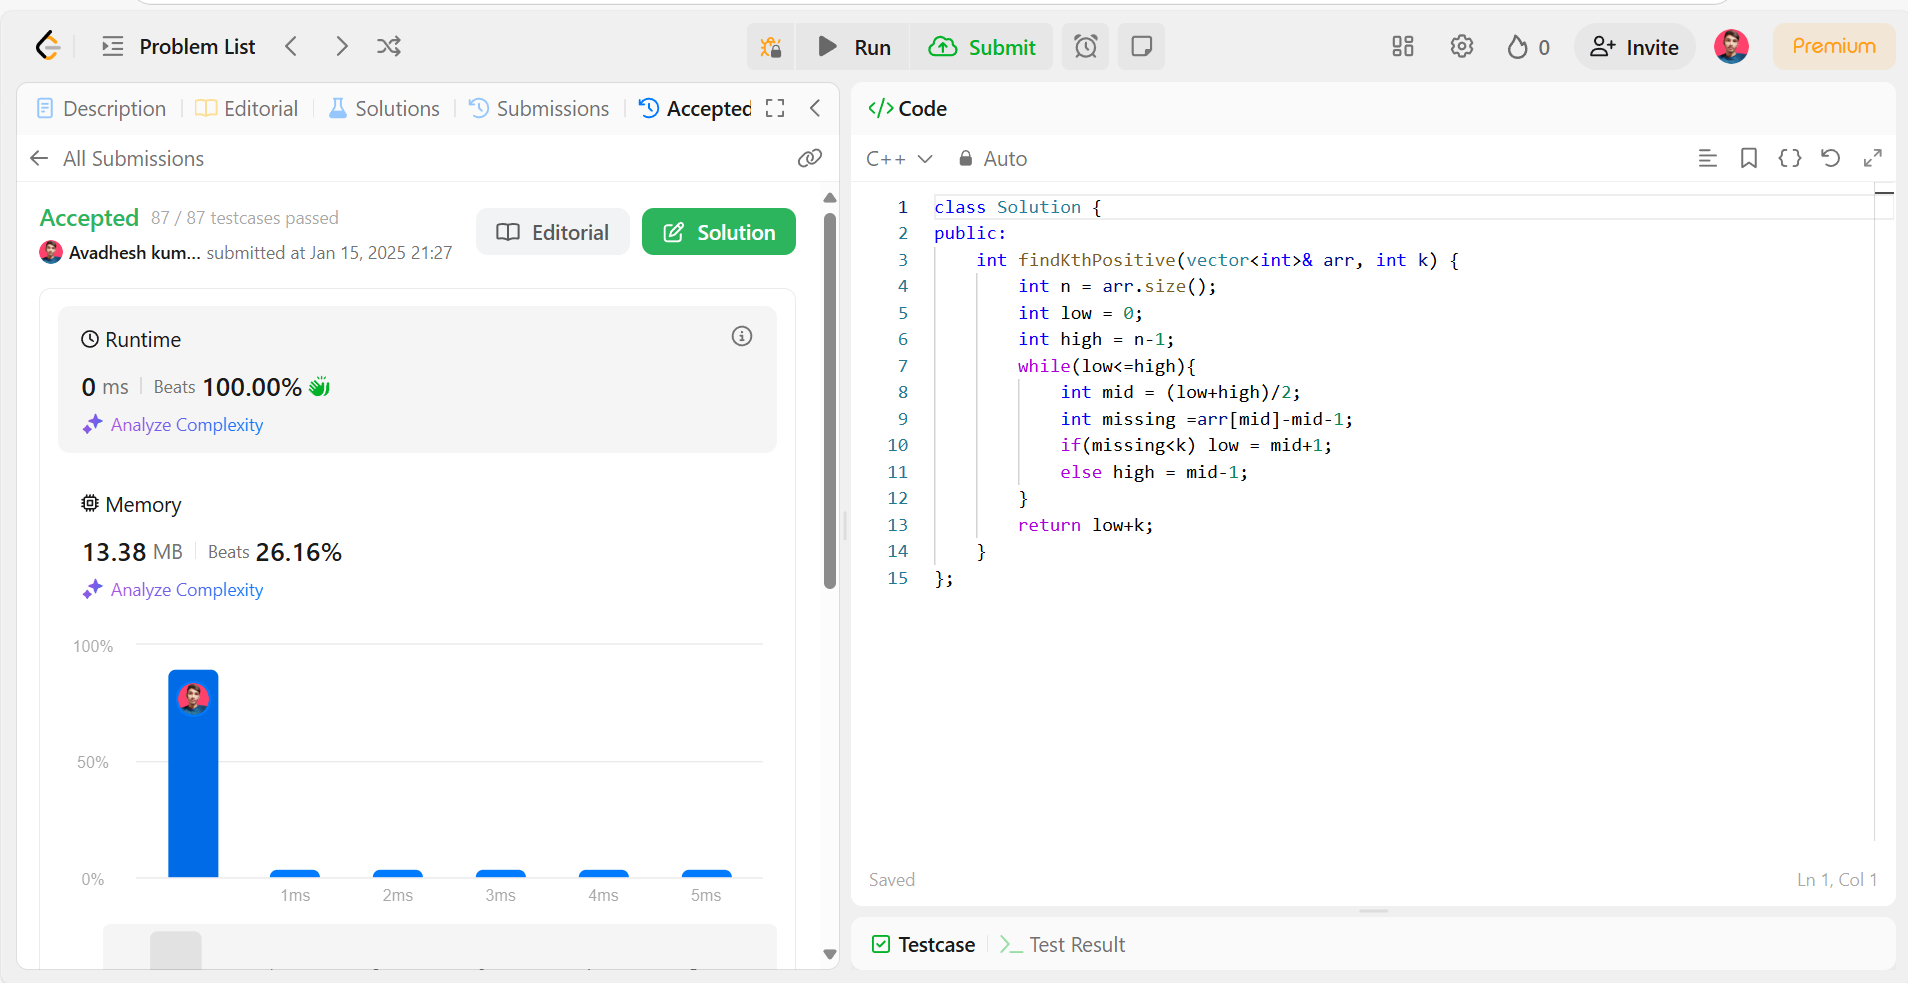 Problem List
Run
Submit
0
Invite
Premium
Description
Editorial
Solutions
Submissions
Accepted
All Submissions
Accepted 87 / 87 testcases passed
Avadhesh kum... submitted at Jan 15, 2025 21:27
Editorial
Solution
Runtime
0 ms Beats 100.00%
Analyze Complexity
Memory
13.38 MB Beats 26.16%
Analyze Complexity
100%
50%
0%
1ms 2ms 3ms 4ms 5ms
</> Code
C++ Auto
1 class Solution {
2 public:
3     int findKthPositive(vector<int>& arr, int k) {
4         int n = arr.size();
5         int low = 0;
6         int high = n-1;
7         while(low<=high){
8             int mid = (low+high)/2;
9             int missing =arr[mid]-mid-1;
10             if(missing<k) low = mid+1;
11             else high = mid-1;
12         }
13         return low+k;
14     }
15 };
Saved
Ln 1, Col 1
Testcase
Test Result